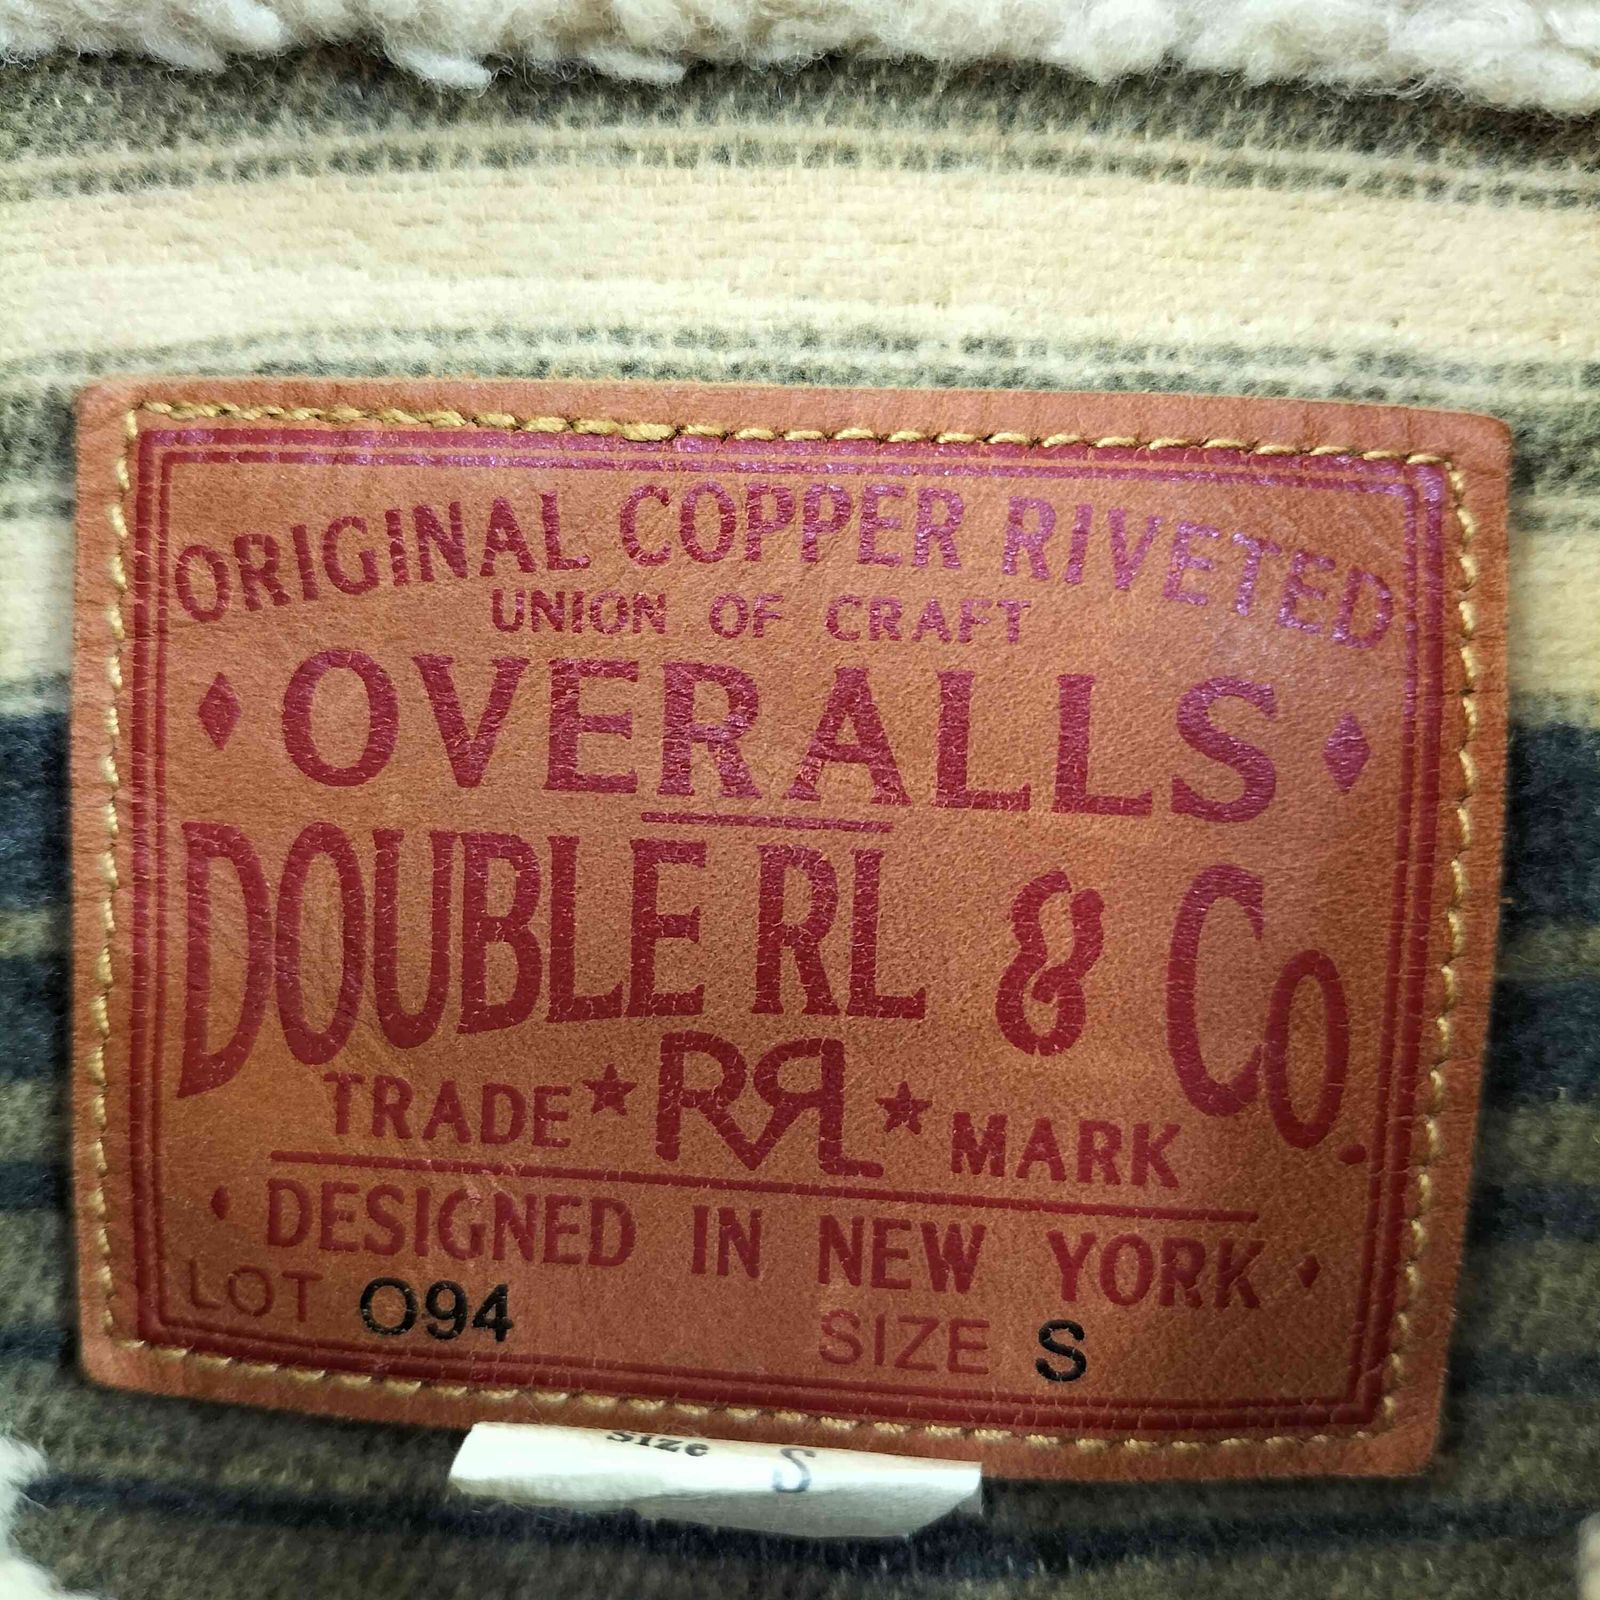 ORIGINAL COPPER RIVETED
UNION OF CRAFT
OVERALLS
DOUBLE RL & CO.
TRADE ★ RRL ★ MARK
DESIGNED IN NEW YORK
LOT 094 SIZE S
Size S